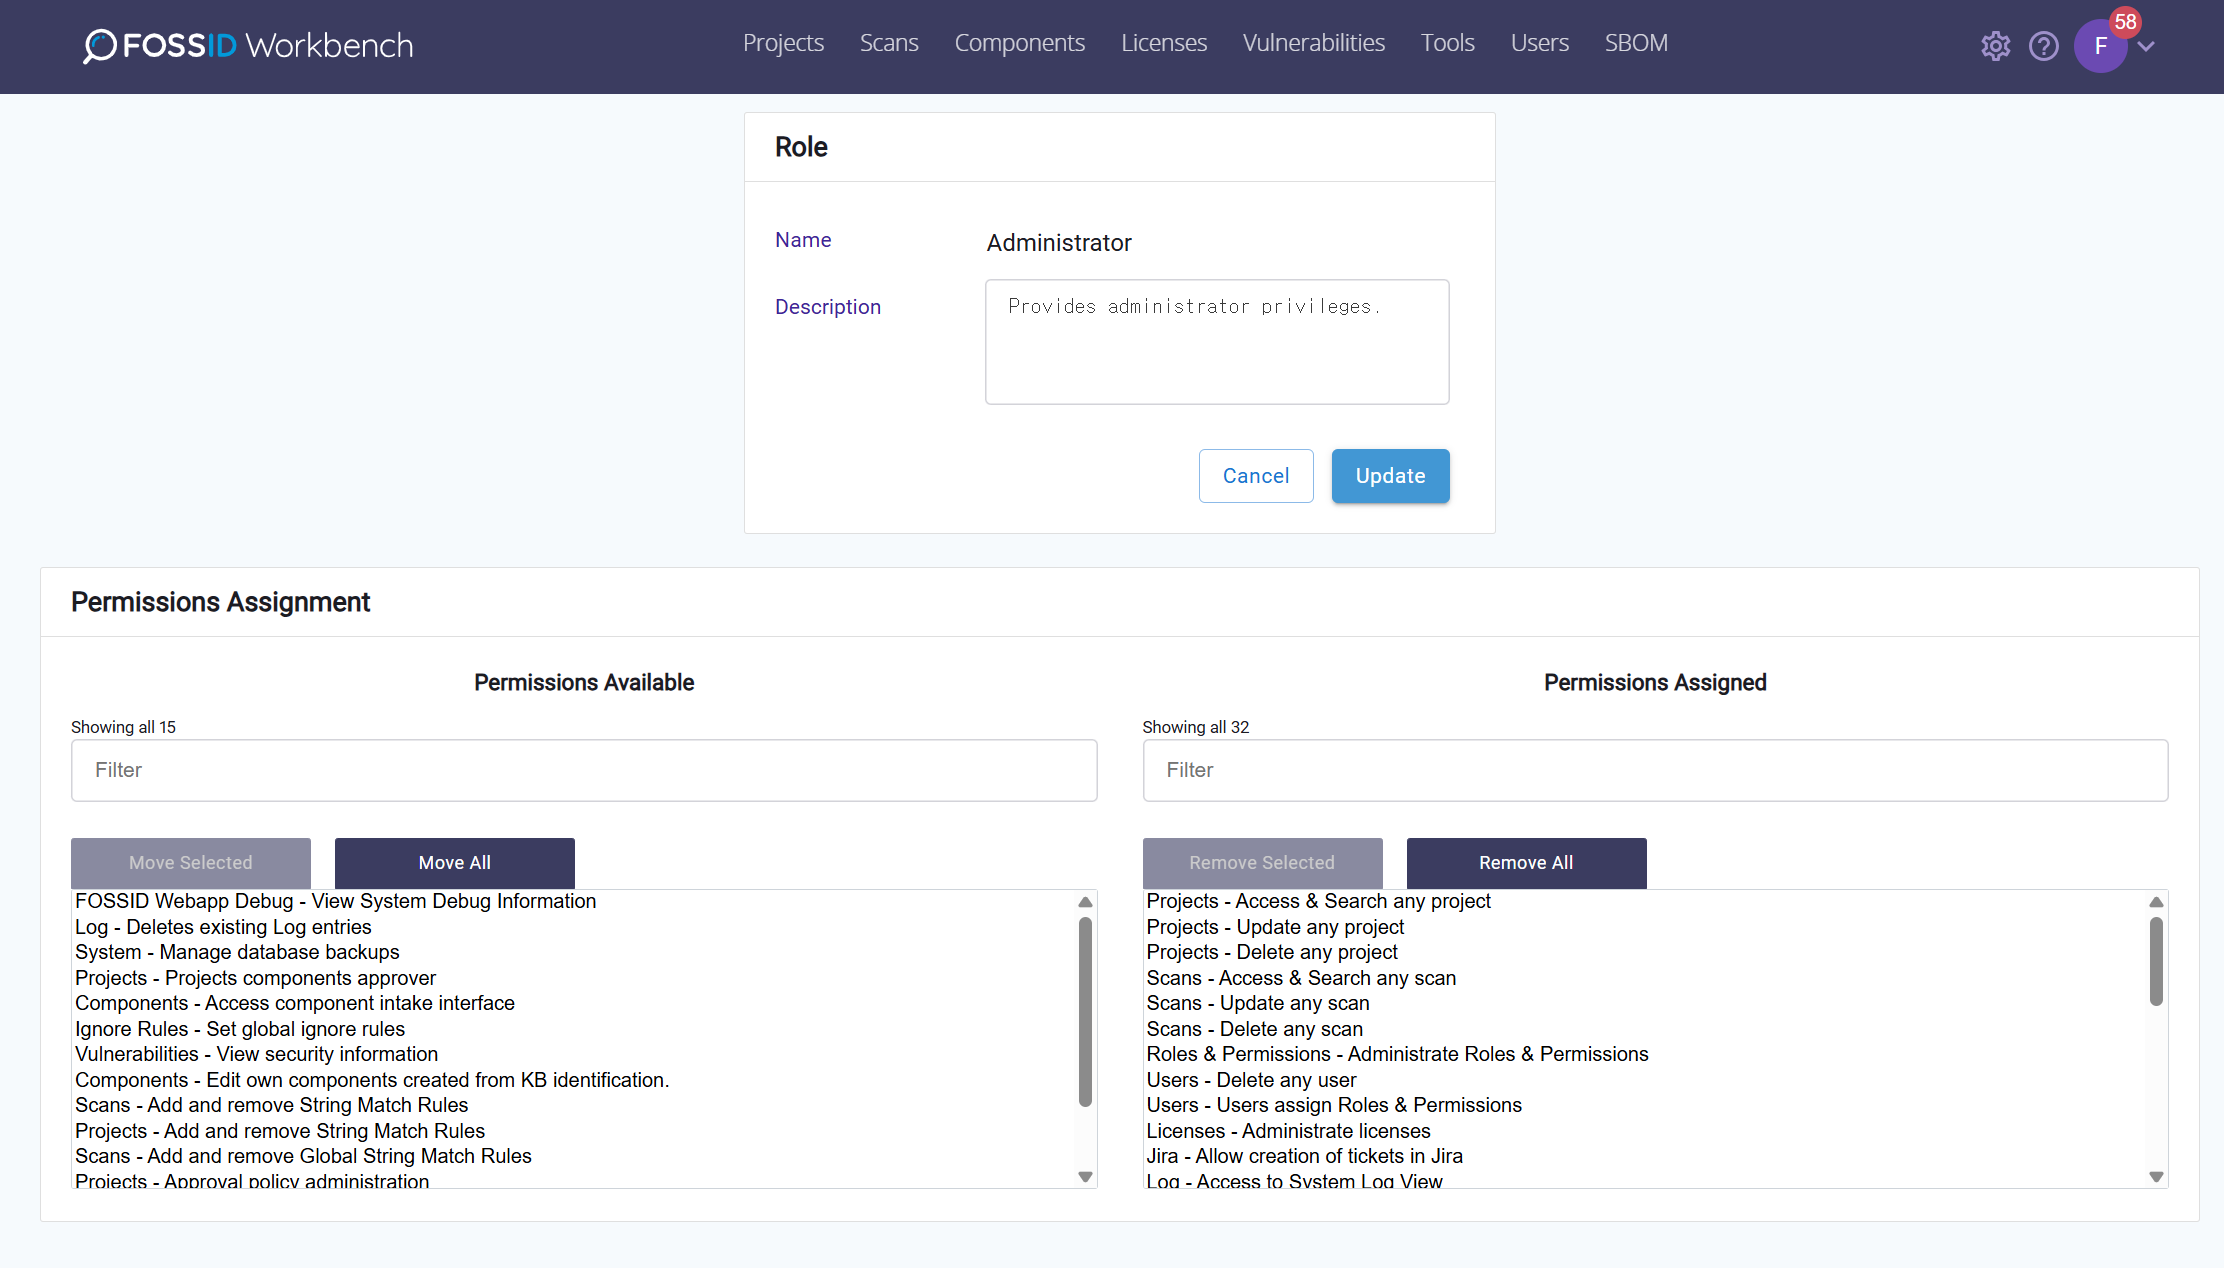 FOSSID Workbench
Projects Scans Components Licenses Vulnerabilities Tools Users SBOM
F
58
Role
Name
Administrator
Description
Provides administrator privileges.
Cancel
Update
Permissions Assignment
Permissions Available
Showing all 15
Filter
Move Selected
Move All
FOSSID Webapp Debug - View System Debug Information
Log - Deletes existing Log entries
System - Manage database backups
Projects - Projects components approver
Components - Access component intake interface
Ignore Rules - Set global ignore rules
Vulnerabilities - View security information
Components - Edit own components created from KB identification.
Scans - Add and remove String Match Rules
Projects - Add and remove String Match Rules
Scans - Add and remove Global String Match Rules
Projects - Approval policy administration
Permissions Assigned
Showing all 32
Filter
Remove Selected
Remove All
Projects - Access & Search any project
Projects - Update any project
Projects - Delete any project
Scans - Access & Search any scan
Scans - Update any scan
Scans - Delete any scan
Roles & Permissions - Administrate Roles & Permissions
Users - Delete any user
Users - Users assign Roles & Permissions
Licenses - Administrate licenses
Jira - Allow creation of tickets in Jira
Log - Access to System Log View